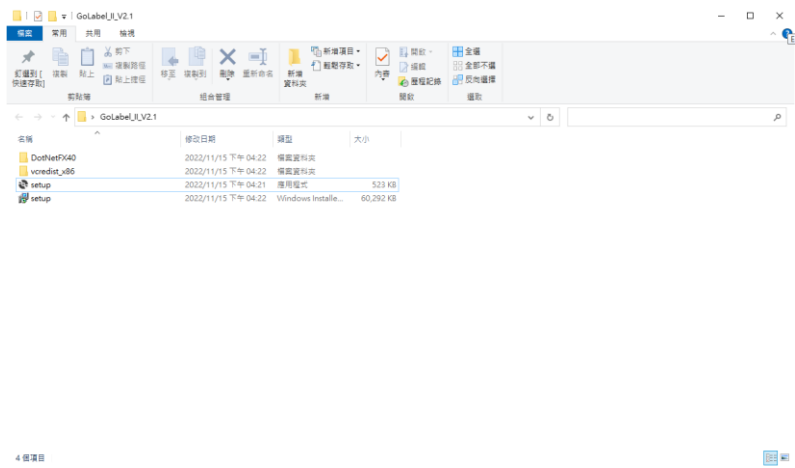 GoLabel_II_V2.1
檔案 常用 共用 檢視
釘選到 [快速存取]
複製
貼上
剪下
複製路徑
貼上捷徑
剪貼簿
移至
複製到
刪除
重新命名
組合管理
新增資料夾
新增項目
輕鬆存取
新增
內容
開啟
編輯
歷程記錄
開啟
全選
全部不選
反向選擇
選取
GoLabel_II_V2.1
名稱 修改日期 類型 大小
DotNetFX40 2022/11/15 下午 04:22 檔案資料夾
vcredist_x86 2022/11/15 下午 04:22 檔案資料夾
setup 2022/11/15 下午 04:21 應用程式 523 KB
setup 2022/11/15 下午 04:22 Windows Installe... 60,292 KB
4 個項目